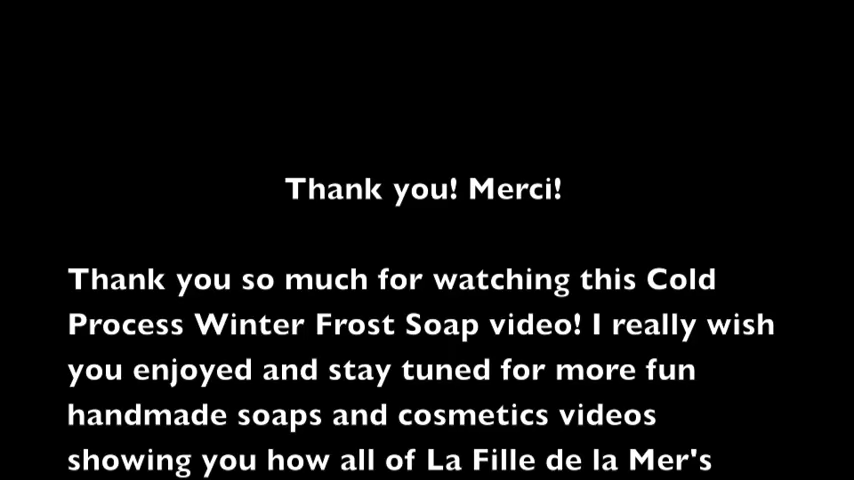 Thank you! Merci!
Thank you so much for watching this Cold
Process Winter Frost Soap video! I really wish
you enjoyed and stay tuned for more fun
handmade soaps and cosmetics videos
showing you how all of La Fille de la Mer's